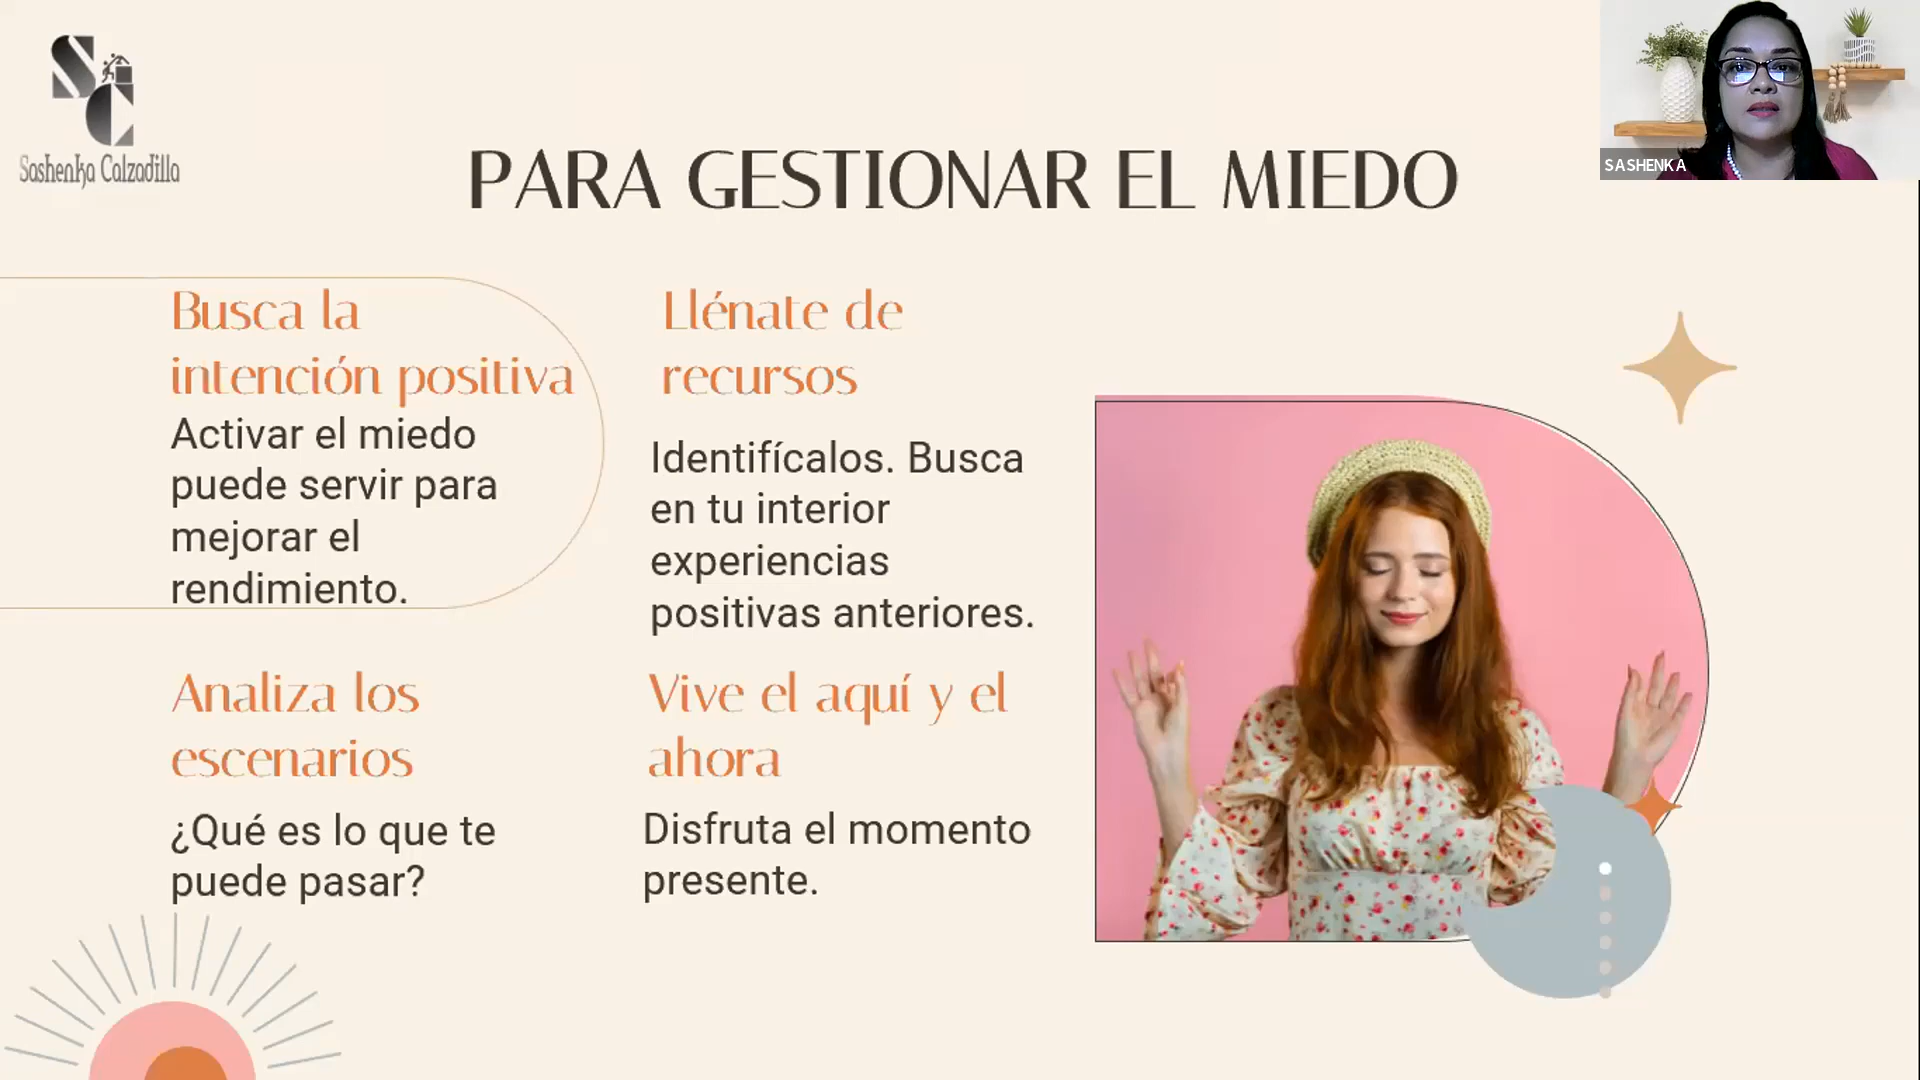 SC
Sashenka Calzadilla
SASHENKA
PARA GESTIONAR EL MIEDO
Busca la
intención positiva
Activar el miedo
puede servir para
mejorar el
rendimiento.
Llénate de
recursos
Identifícalos. Busca
en tu interior
experiencias
positivas anteriores.
Analiza los
escenarios
¿Qué es lo que te
puede pasar?
Vive el aquí y el
ahora
Disfruta el momento
presente.